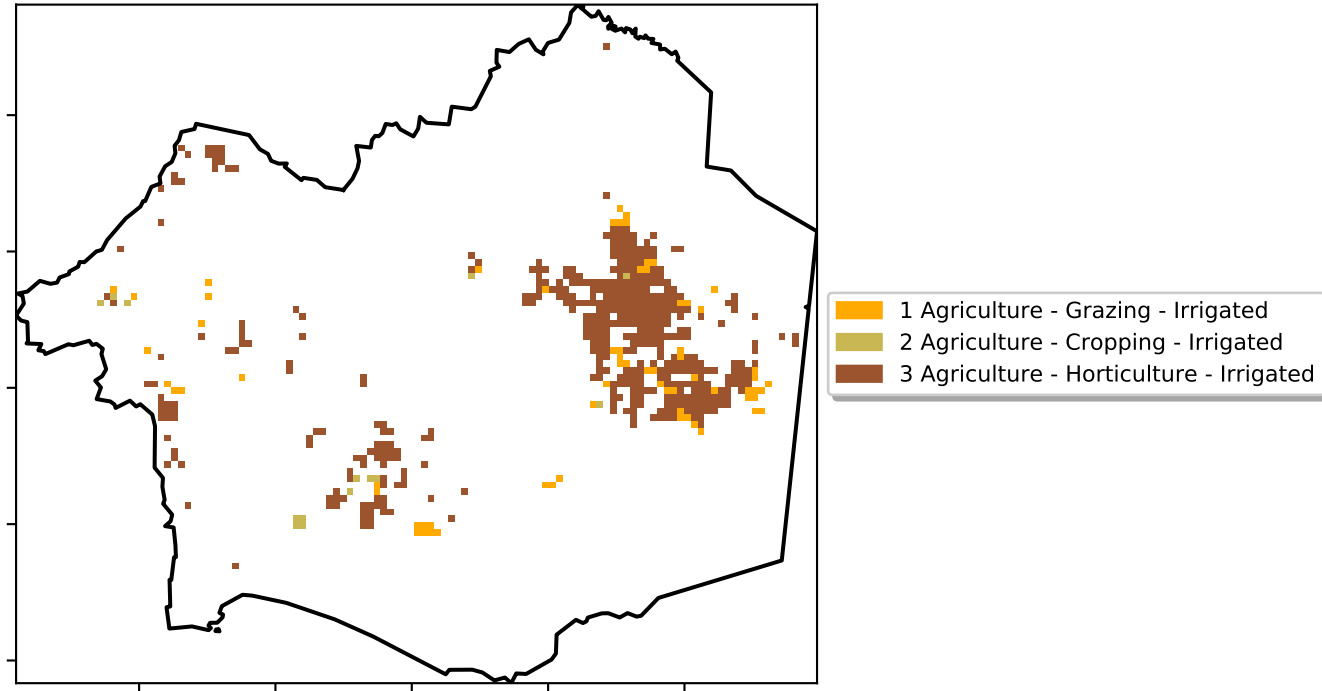 1 Agriculture - Grazing - Irrigated
2 Agriculture - Cropping - Irrigated
3 Agriculture - Horticulture - Irrigated